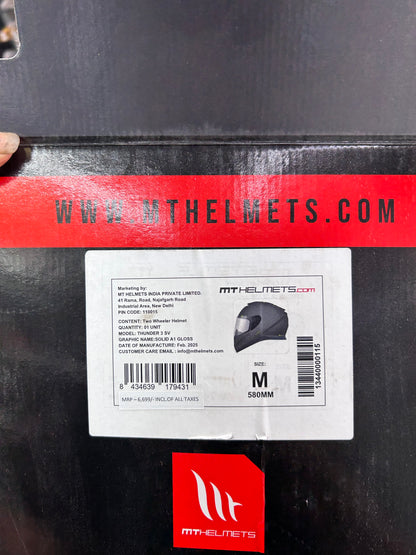 WWW.MTHELMETS.COM
Marketing by:
MT HELMETS INDIA PRIVATE LIMITED.
41 Rama, Road, Najafgarh Road
Industrial Area, New Delhi
PIN CODE: 110015
CONTENT: Two Wheeler Helmet
QUANTITY: 01 UNIT
MODEL: THUNDER 3 SV
GRAPHIC NAME:SOLID A1 GLOSS
DATE OF MANUFACTURE: Feb. 2025
CUSTOMER CARE EMAIL : info@mthelmets.com
8 434639 179431
MRP – 6,699/- INCL.OF ALL TAXES
MTHELMETS.COM
SIZE:
M
580MM
13440000115
MTHELMETS